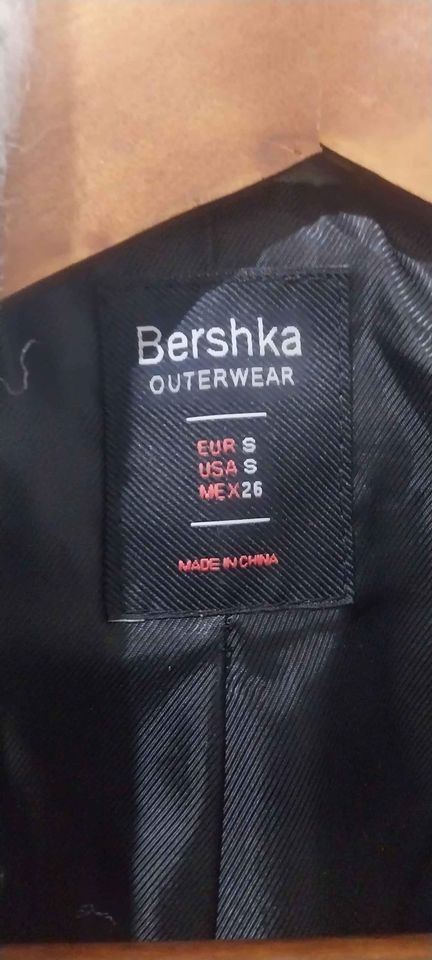 Bershka
OUTERWEAR
EUR S
USA S
MEX 26
MADE IN CHINA